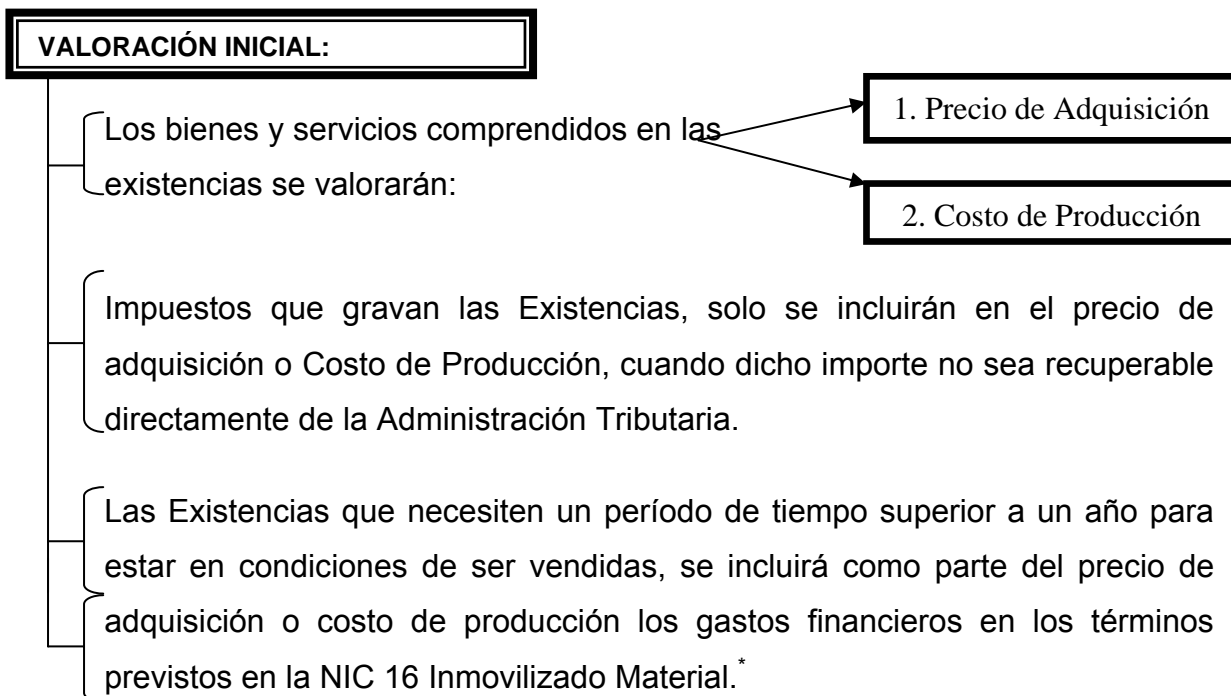 VALORACIÓN INICIAL:
Los bienes y servicios comprendidos en las
existencias se valorarán:
1. Precio de Adquisición
2. Costo de Producción
Impuestos que gravan las Existencias, solo se incluirán en el precio de
adquisición o Costo de Producción, cuando dicho importe no sea recuperable
directamente de la Administración Tributaria.
Las Existencias que necesiten un período de tiempo superior a un año para
estar en condiciones de ser vendidas, se incluirá como parte del precio de
adquisición o costo de producción los gastos financieros en los términos
previstos en la NIC 16 Inmovilizado Material.*